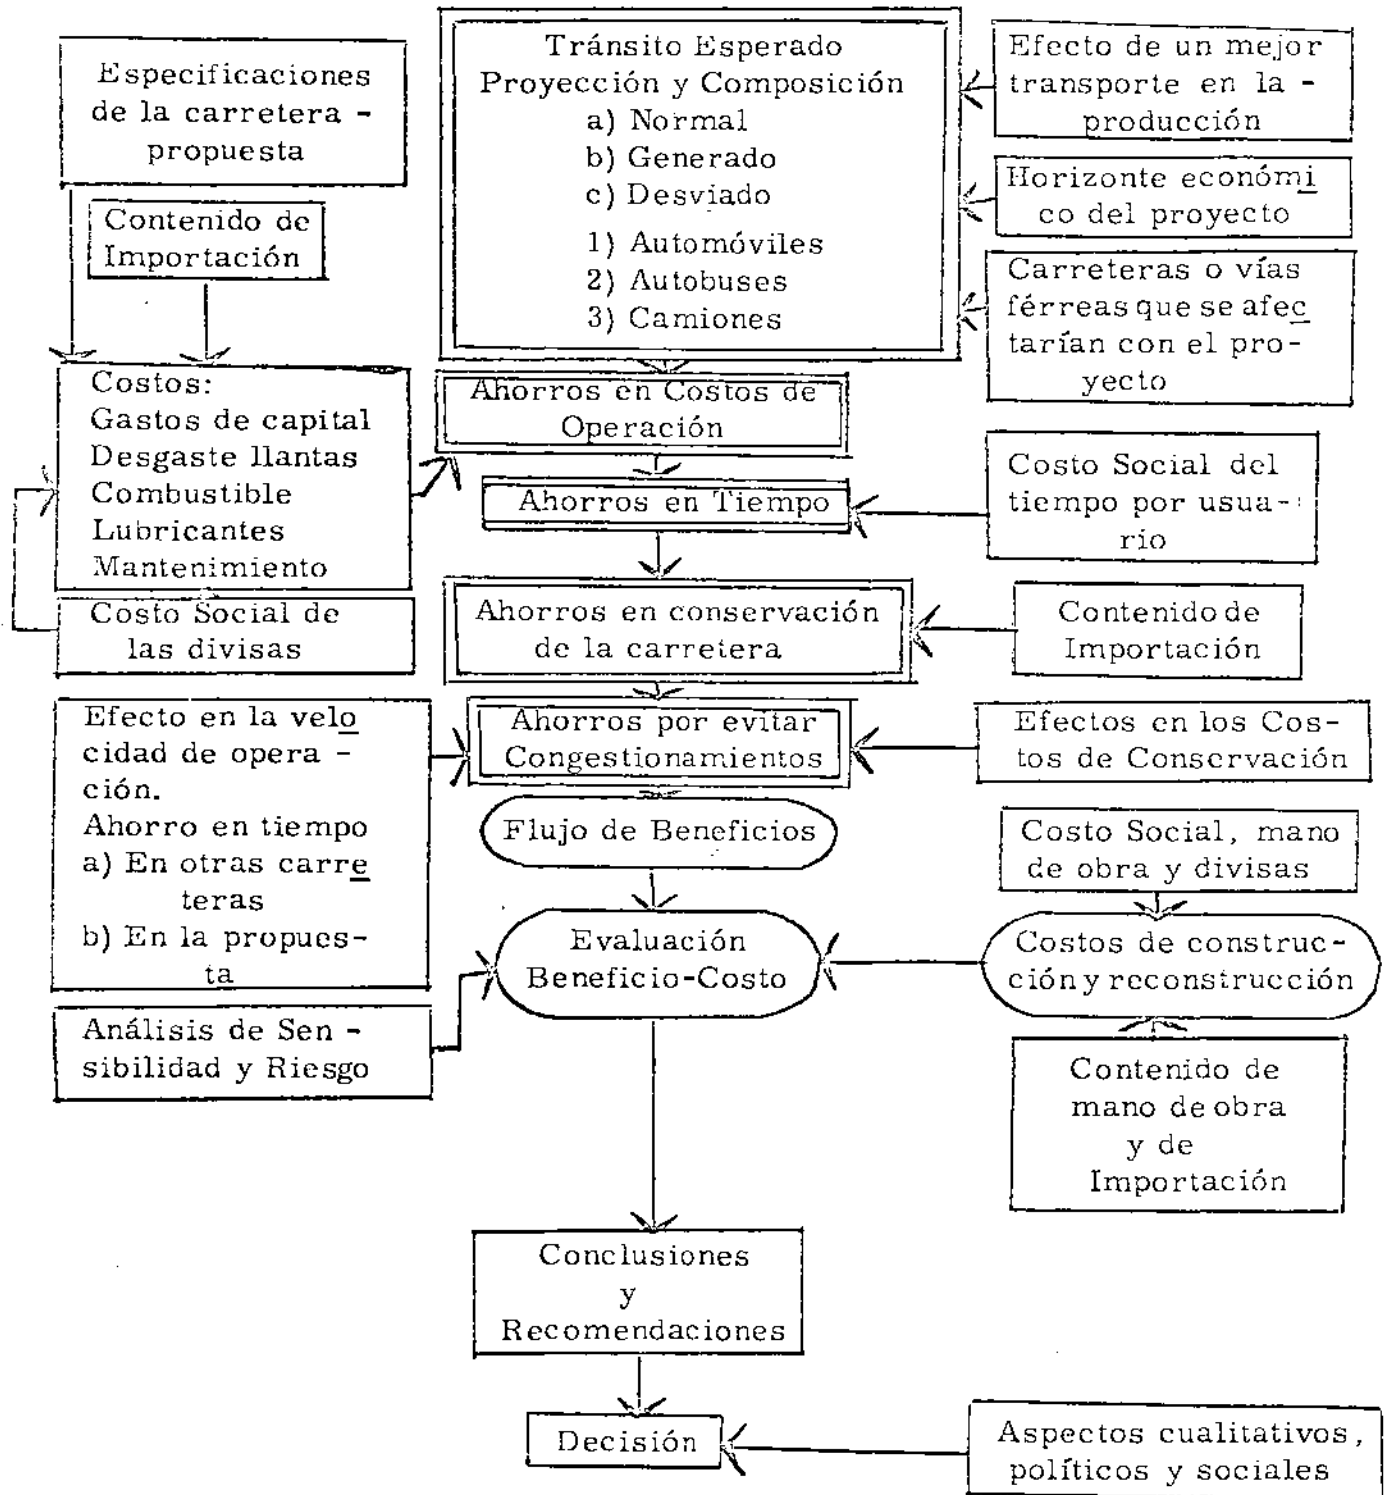 Especificaciones
de la carretera -
propuesta
Contenido de
Importación
Tránsito Esperado
Proyección y Composición
a) Normal
b) Generado
c) Desviado
1) Automóviles
2) Autobuses
3) Camiones
Efecto de un mejor
transporte en la -
producción
Horizonte económi
co del proyecto
Carreteras o vías
férreas que se afec
tarían con el pro-
yecto
Costos:
Gastos de capital
Desgaste llantas
Combustible
Lubricantes
Mantenimiento
Costo Social de
las divisas
Ahorros en Costos de
Operación
Ahorros en Tiempo
Costo Social del
tiempo por usua-
rio
Ahorros en conservación
de la carretera
Contenido de
Importación
Efecto en la velo
cidad de opera -
ción.
Ahorro en tiempo
a) En otras carre
teras
b) En la propues-
ta
Ahorros por evitar
Congestionamientos
Efectos en los Cos-
tos de Conservación
Flujo de Beneficios
Costo Social, mano
de obra y divisas
Evaluación
Beneficio-Costo
Costos de construc-
ción y reconstrucción
Análisis de Sen -
sibilidad y Riesgo
Contenido de
mano de obra
y de
Importación
Conclusiones
y
Recomendaciones
Decisión
Aspectos cualitativos,
políticos y sociales